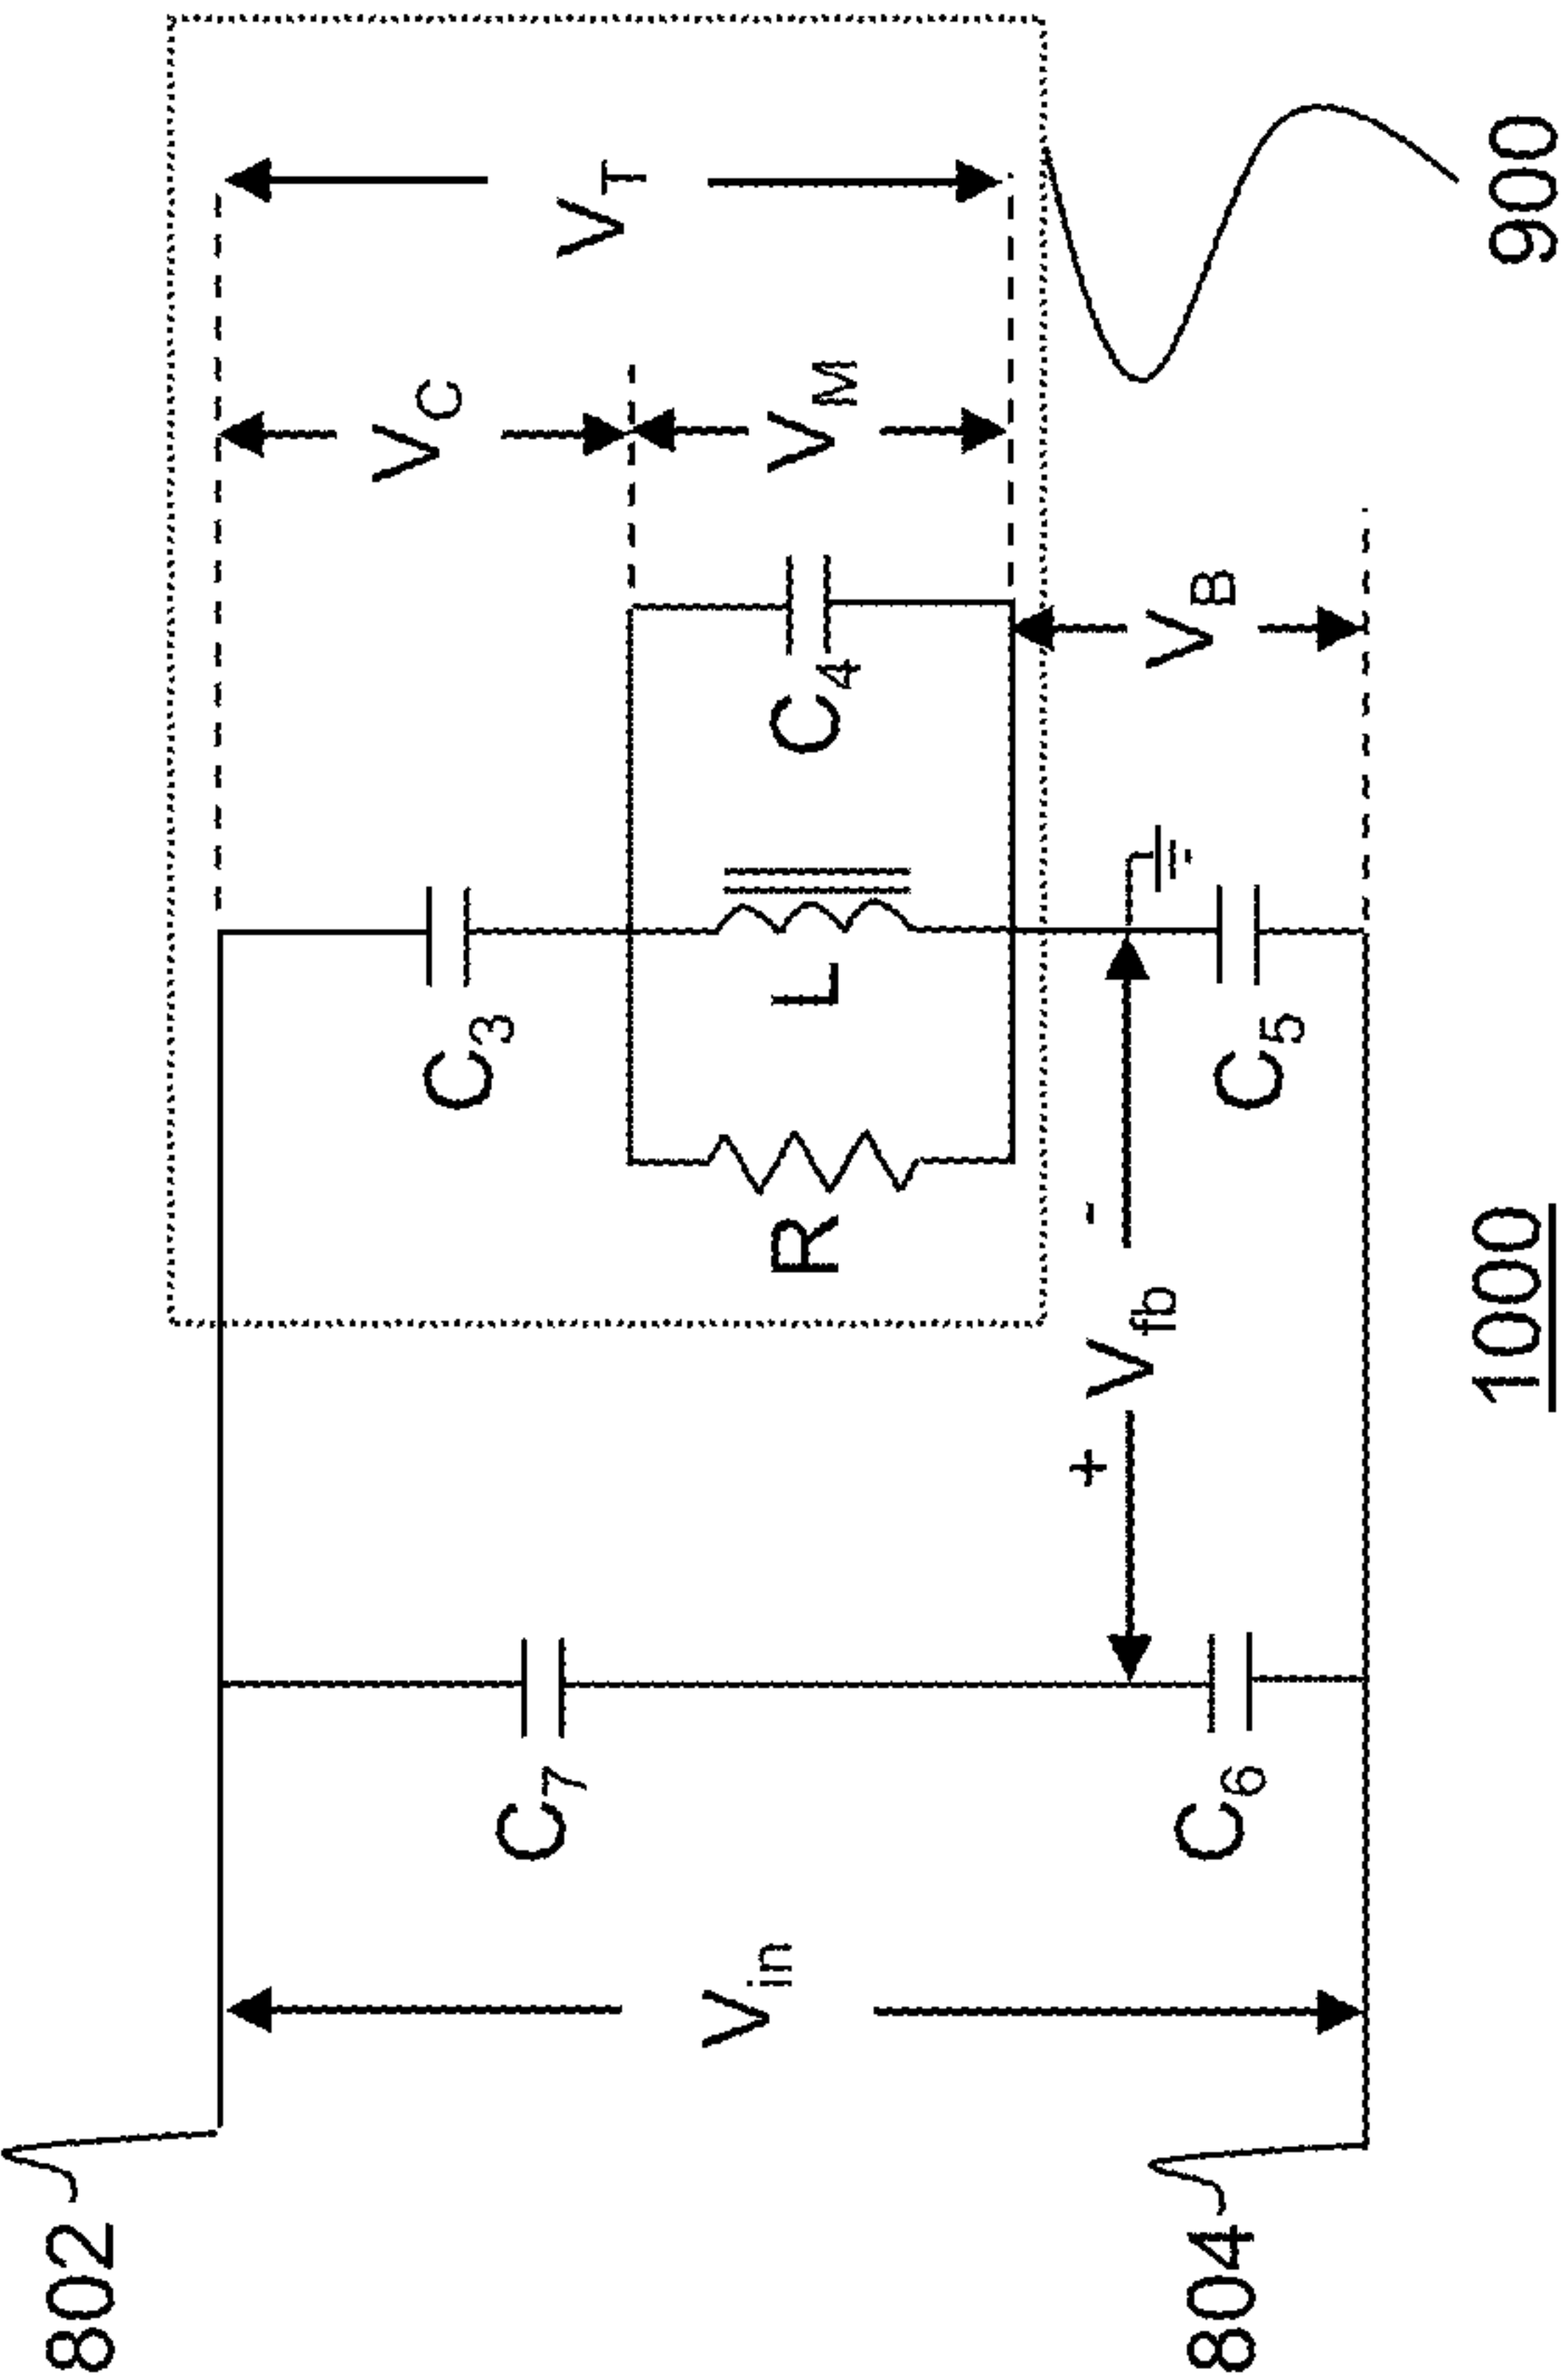 802
V_in
804
C_7
C_6
+ V_fb -
R
C_3
L
C_5
C_4
V_C
V_M
V_B
V_T
1000
900